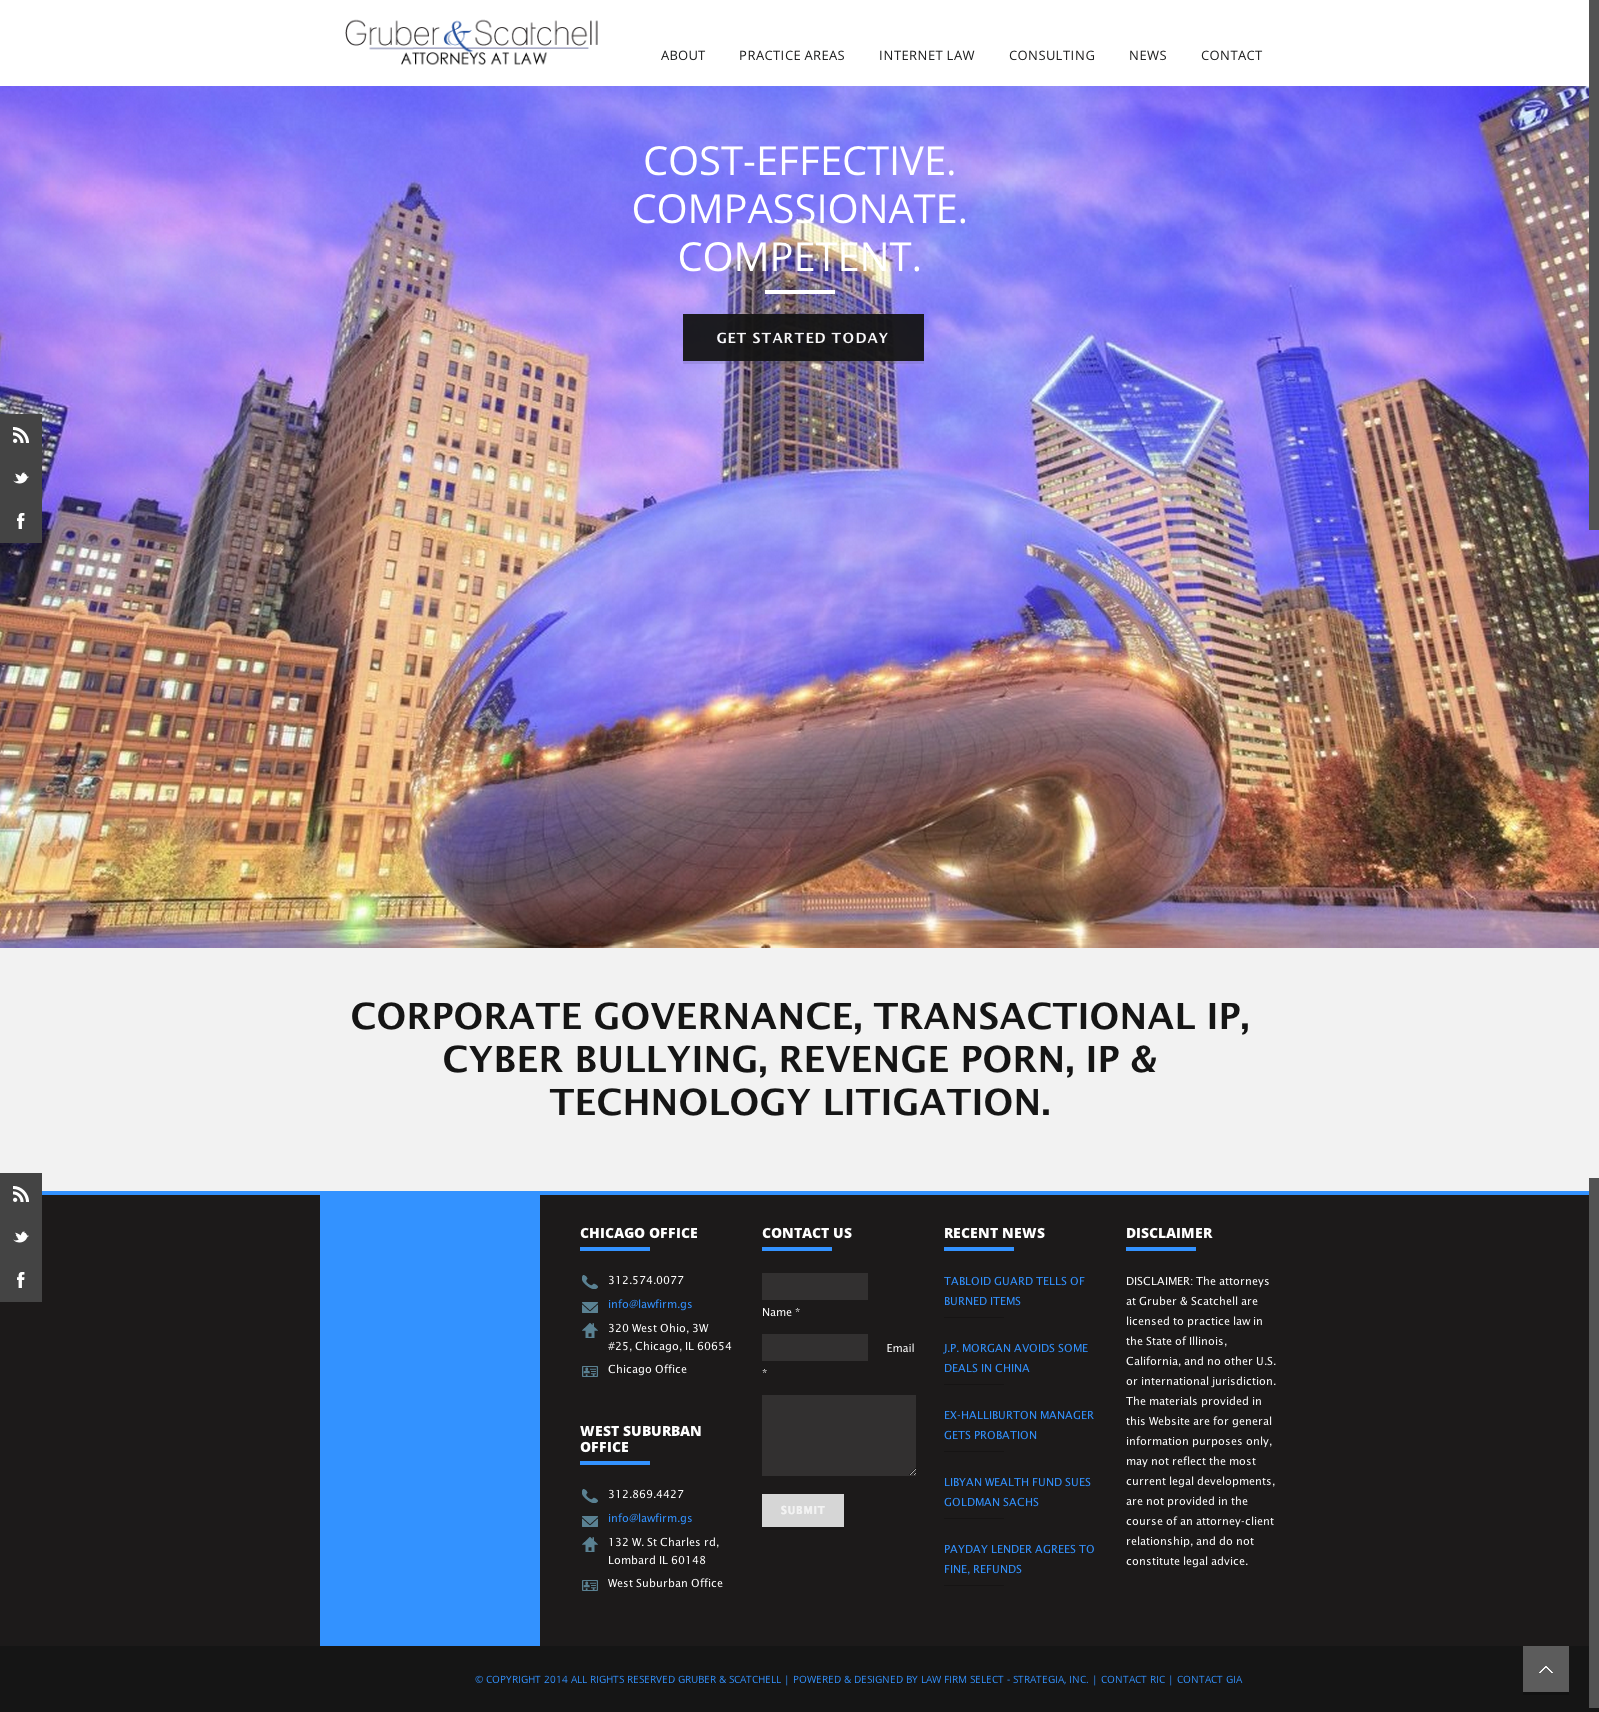 Gruber & Scatchell
ATTORNEYS AT LAW
ABOUT PRACTICE AREAS INTERNET LAW CONSULTING NEWS CONTACT
COST-EFFECTIVE.
COMPASSIONATE.
COMPETENT.
GET STARTED TODAY
CORPORATE GOVERNANCE, TRANSACTIONAL IP,
CYBER BULLYING, REVENGE PORN, IP &
TECHNOLOGY LITIGATION.
CHICAGO OFFICE
312.574.0077
info@lawfirm.gs
320 West Ohio, 3W
#25, Chicago, IL 60654
Chicago Office
WEST SUBURBAN
OFFICE
312.869.4427
info@lawfirm.gs
132 W. St Charles rd,
Lombard IL 60148
West Suburban Office
CONTACT US
Name *
Email
*
SUBMIT
RECENT NEWS
TABLOID GUARD TELLS OF
BURNED ITEMS
J.P. MORGAN AVOIDS SOME
DEALS IN CHINA
EX-HALLIBURTON MANAGER
GETS PROBATION
LIBYAN WEALTH FUND SUES
GOLDMAN SACHS
PAYDAY LENDER AGREES TO
FINE, REFUNDS
DISCLAIMER
DISCLAIMER: The attorneys
at Gruber & Scatchell are
licensed to practice law in
the State of Illinois,
California, and no other U.S.
or international jurisdiction.
The materials provided in
this Website are for general
information purposes only,
may not reflect the most
current legal developments,
are not provided in the
course of an attorney-client
relationship, and do not
constitute legal advice.
© COPYRIGHT 2014 ALL RIGHTS RESERVED GRUBER & SCATCHELL | POWERED & DESIGNED BY LAW FIRM SELECT - STRATEGIA, INC. | CONTACT RIC | CONTACT GIA